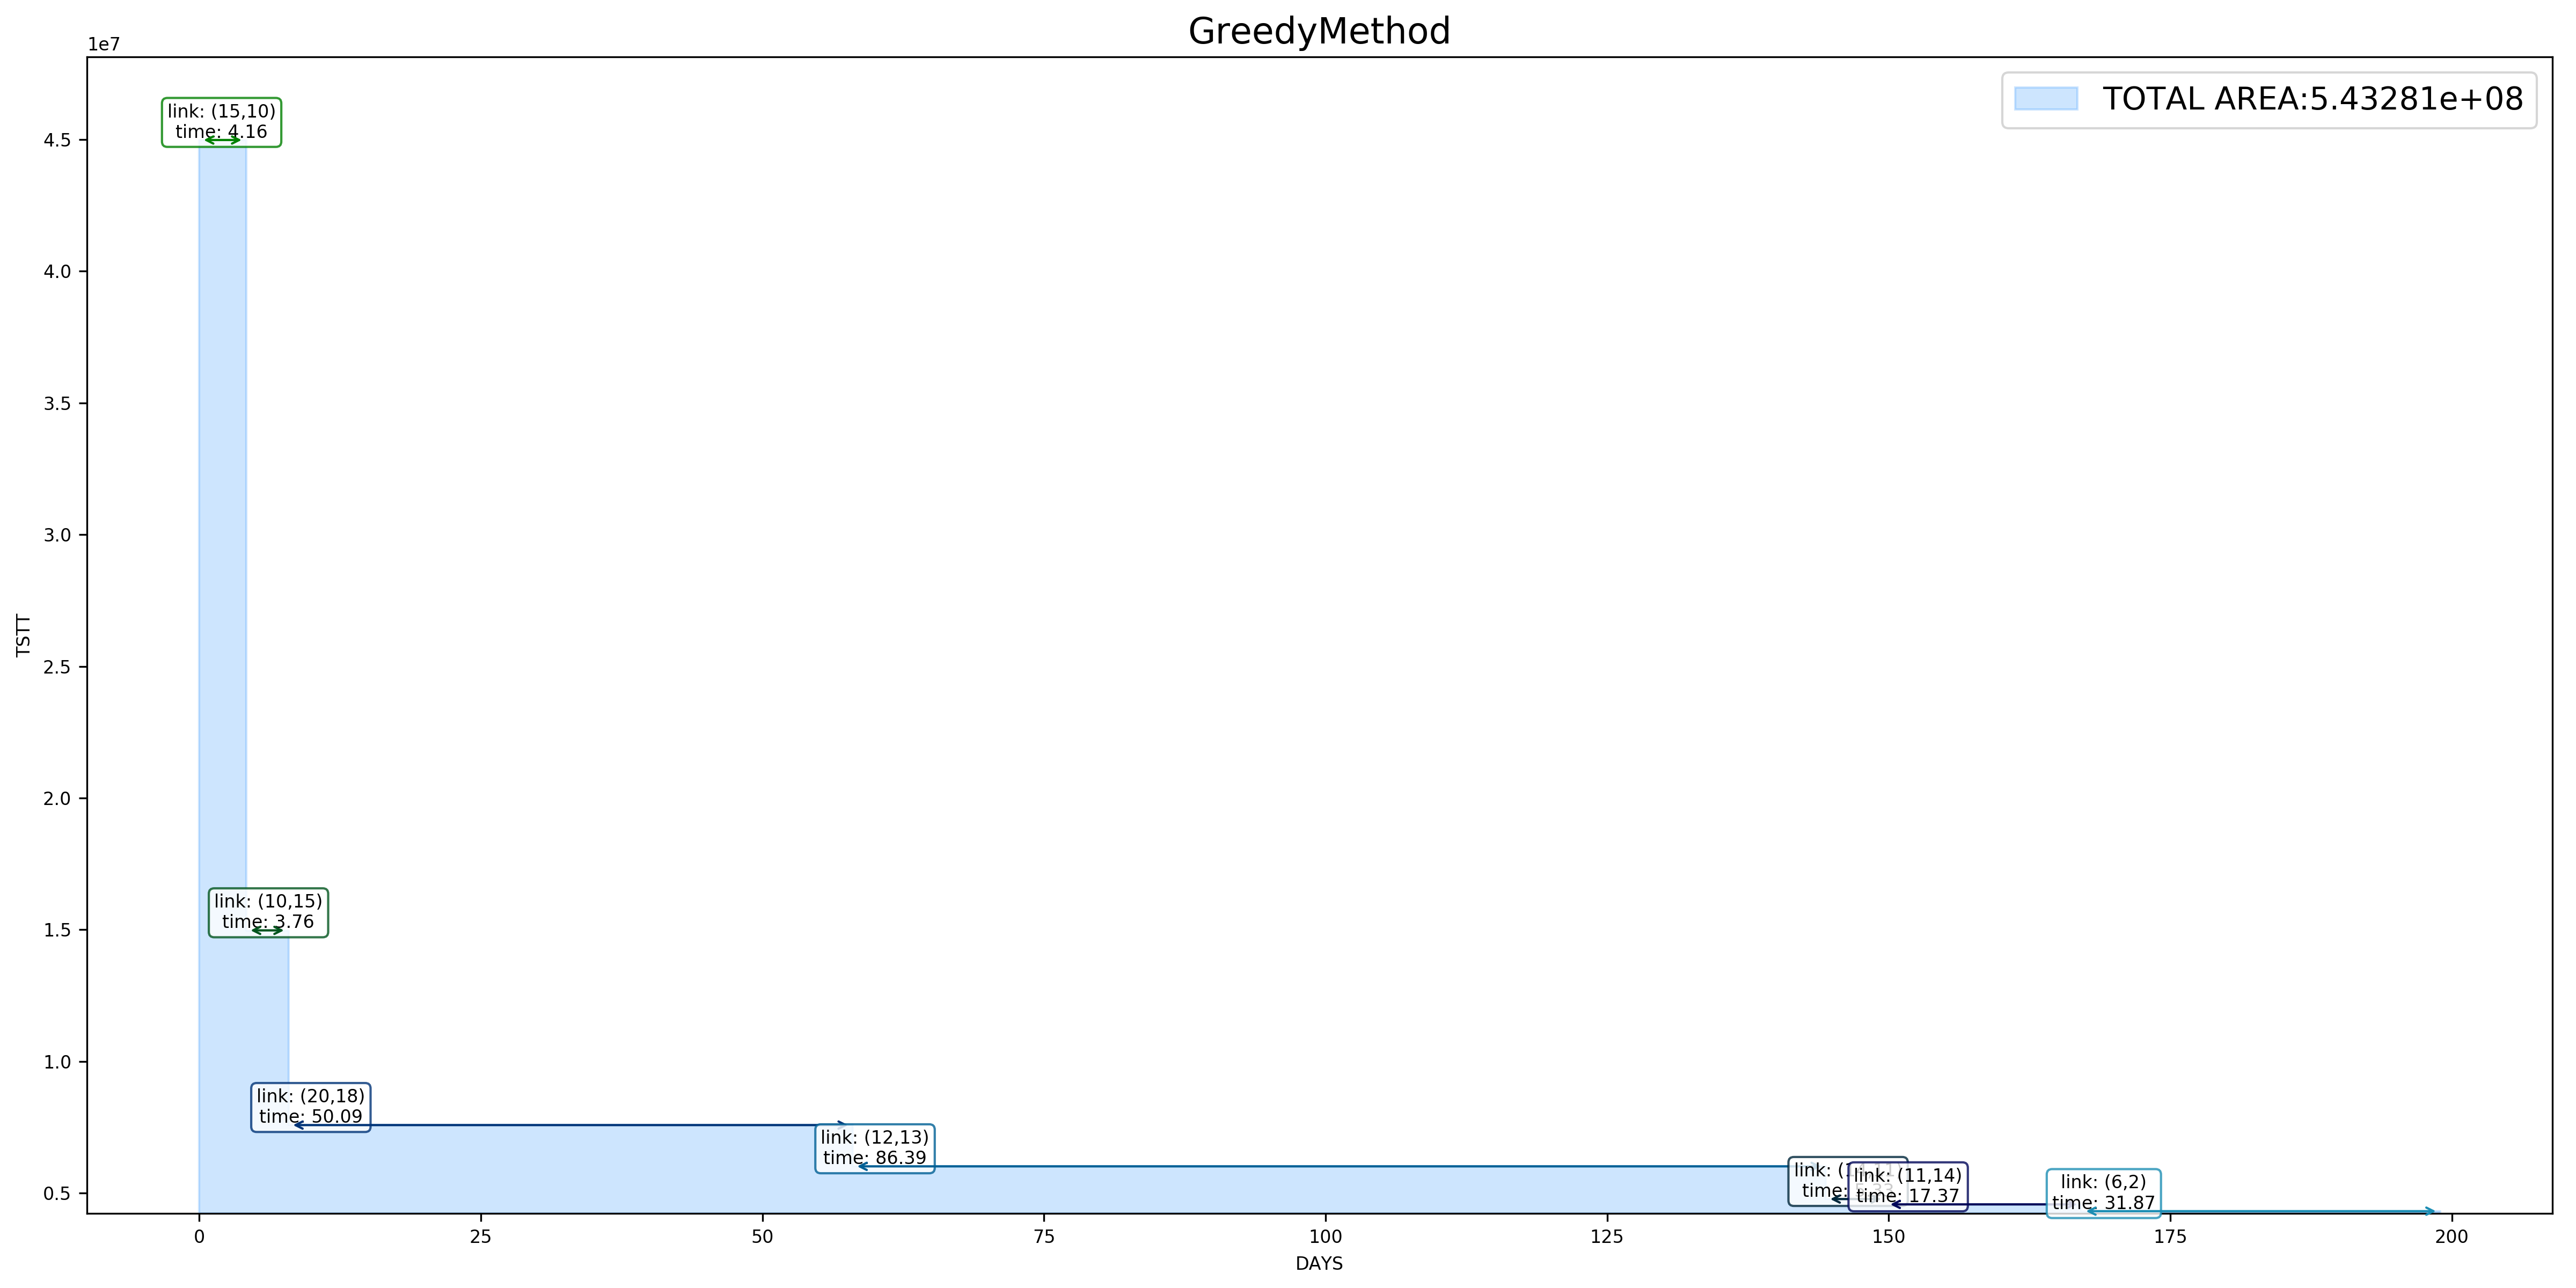 GreedyMethod
1e7
TOTAL AREA:5.43281e+08
4.5
4.0
3.5
3.0
2.5
2.0
1.5
1.0
0.5
TSTT
link: (15,10)
time: 4.16
link: (10,15)
time: 3.76
link: (20,18)
time: 50.09
link: (12,13)
time: 86.39
link:
time:
link: (11,14)
time: 17.37
link: (6,2)
time: 31.87
0 25 50 75 100 125 150 175 200
DAYS